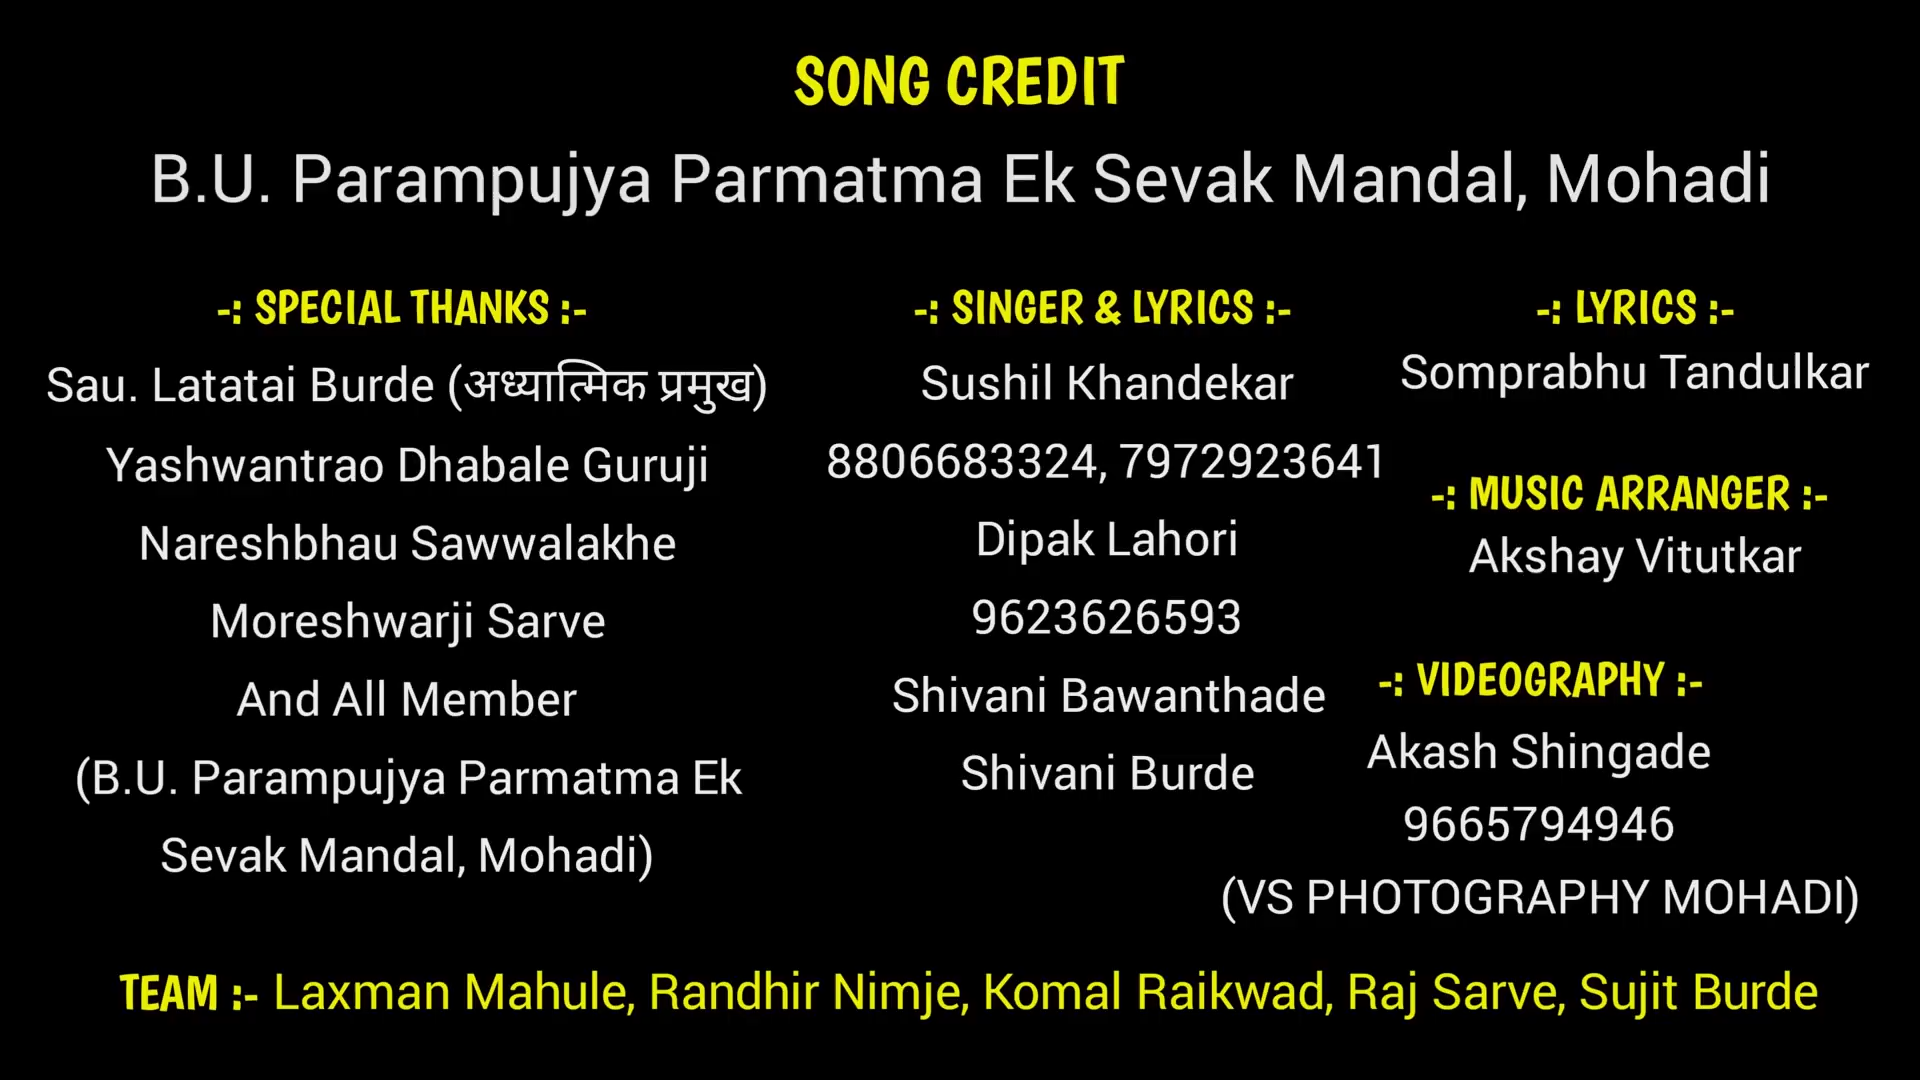 SONG CREDIT
B.U. Parampujya Parmatma Ek Sevak Mandal, Mohadi
-: SPECIAL THANKS :-
Sau. Latatai Burde (अध्यात्मिक प्रमुख)
Yashwantrao Dhabale Guruji
Nareshbhau Sawwalakhe
Moreshwarji Sarve
And All Member
(B.U. Parampujya Parmatma Ek
Sevak Mandal, Mohadi)
-: SINGER & LYRICS :-
Sushil Khandekar
8806683324, 7972923641
Dipak Lahori
9623626593
Shivani Bawanthade
Shivani Burde
-: LYRICS :-
Somprabhu Tandulkar
-: MUSIC ARRANGER :-
Akshay Vitutkar
-: VIDEOGRAPHY :-
Akash Shingade
9665794946
(VS PHOTOGRAPHY MOHADI)
TEAM :- Laxman Mahule, Randhir Nimje, Komal Raikwad, Raj Sarve, Sujit Burde